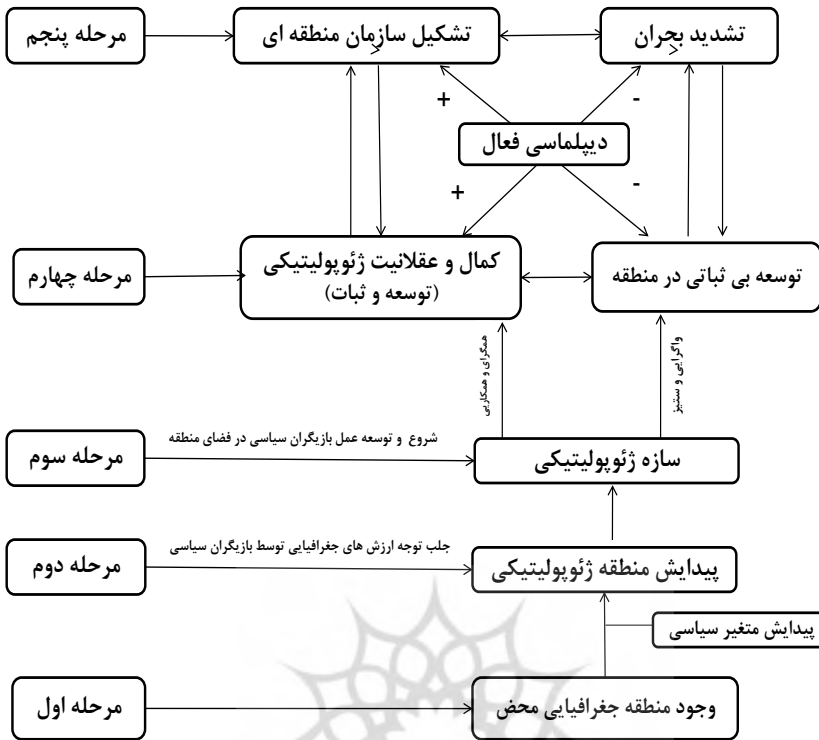 تشدید بحران
تشکیل سازمان منطقه ای
مرحله پنجم
-
+
دیپلماسی فعال
-
+
توسعه بی ثباتی در منطقه
کمال و عقلانیت ژئوپولیتیکی
(توسعه و ثبات)
مرحله چهارم
واگرایی و ستیز
همگرای و همکاریی
سازه ژئوپولیتیکی
شروع و توسعه عمل بازیگران سیاسی در فضای منطقه
مرحله سوم
پیدایش منطقه ژئوپولیتیکی
جلب توجه ارزش های جغرافیایی توسط بازیگران سیاسی
مرحله دوم
پیدایش متغیر سیاسی
وجود منطقه جغرافیایی محض
مرحله اول